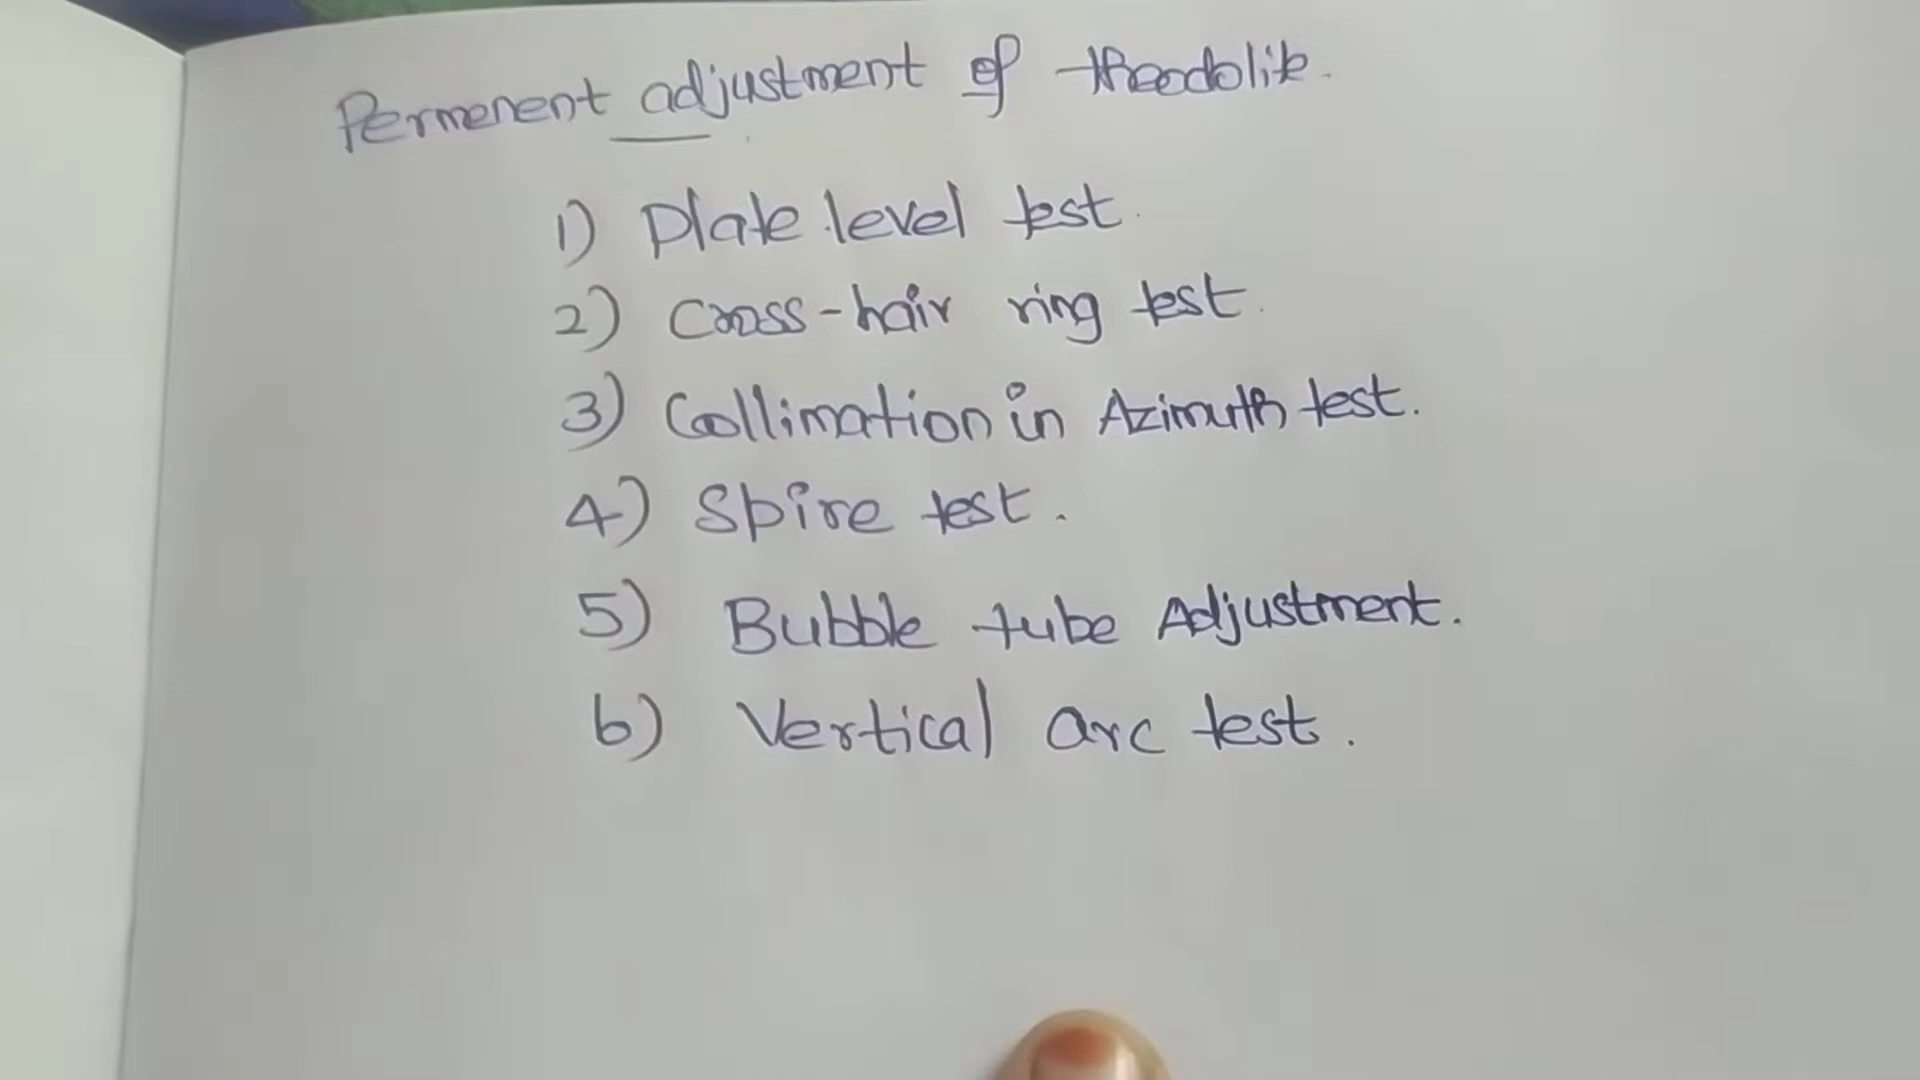 Permenent adjustment of theodolite.
1) Plate level test.
2) Cross-hair ring test.
3) Collimation in Azimuth test.
4) Spire test.
5) Bubble tube Adjustment.
6) Vertical arc test.